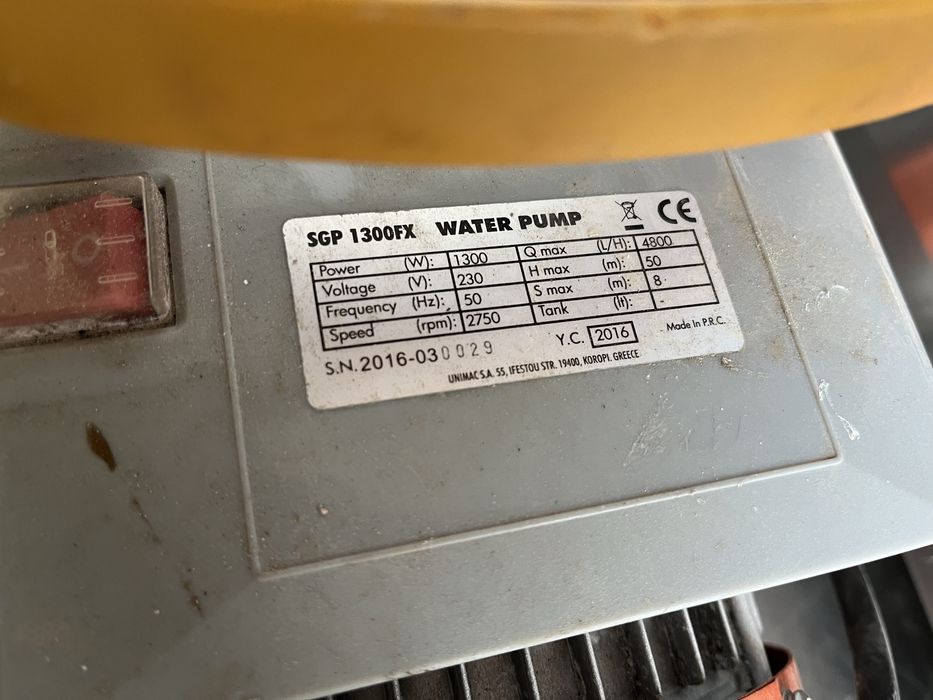 SGP 1300FX WATER PUMP CE
Power (W): 1300 Q max (L/H): 4800
Voltage (V): 230 H max (m): 50
Frequency (Hz): 50 S max (m): 8
Speed (rpm): 2750 Tank (lt): -
S.N. 2016-030029 Y.C. 2016 Made in P.R.C.
UNIMAC S.A. 55, IFESTOU STR. 19400, KOROPI. GREECE